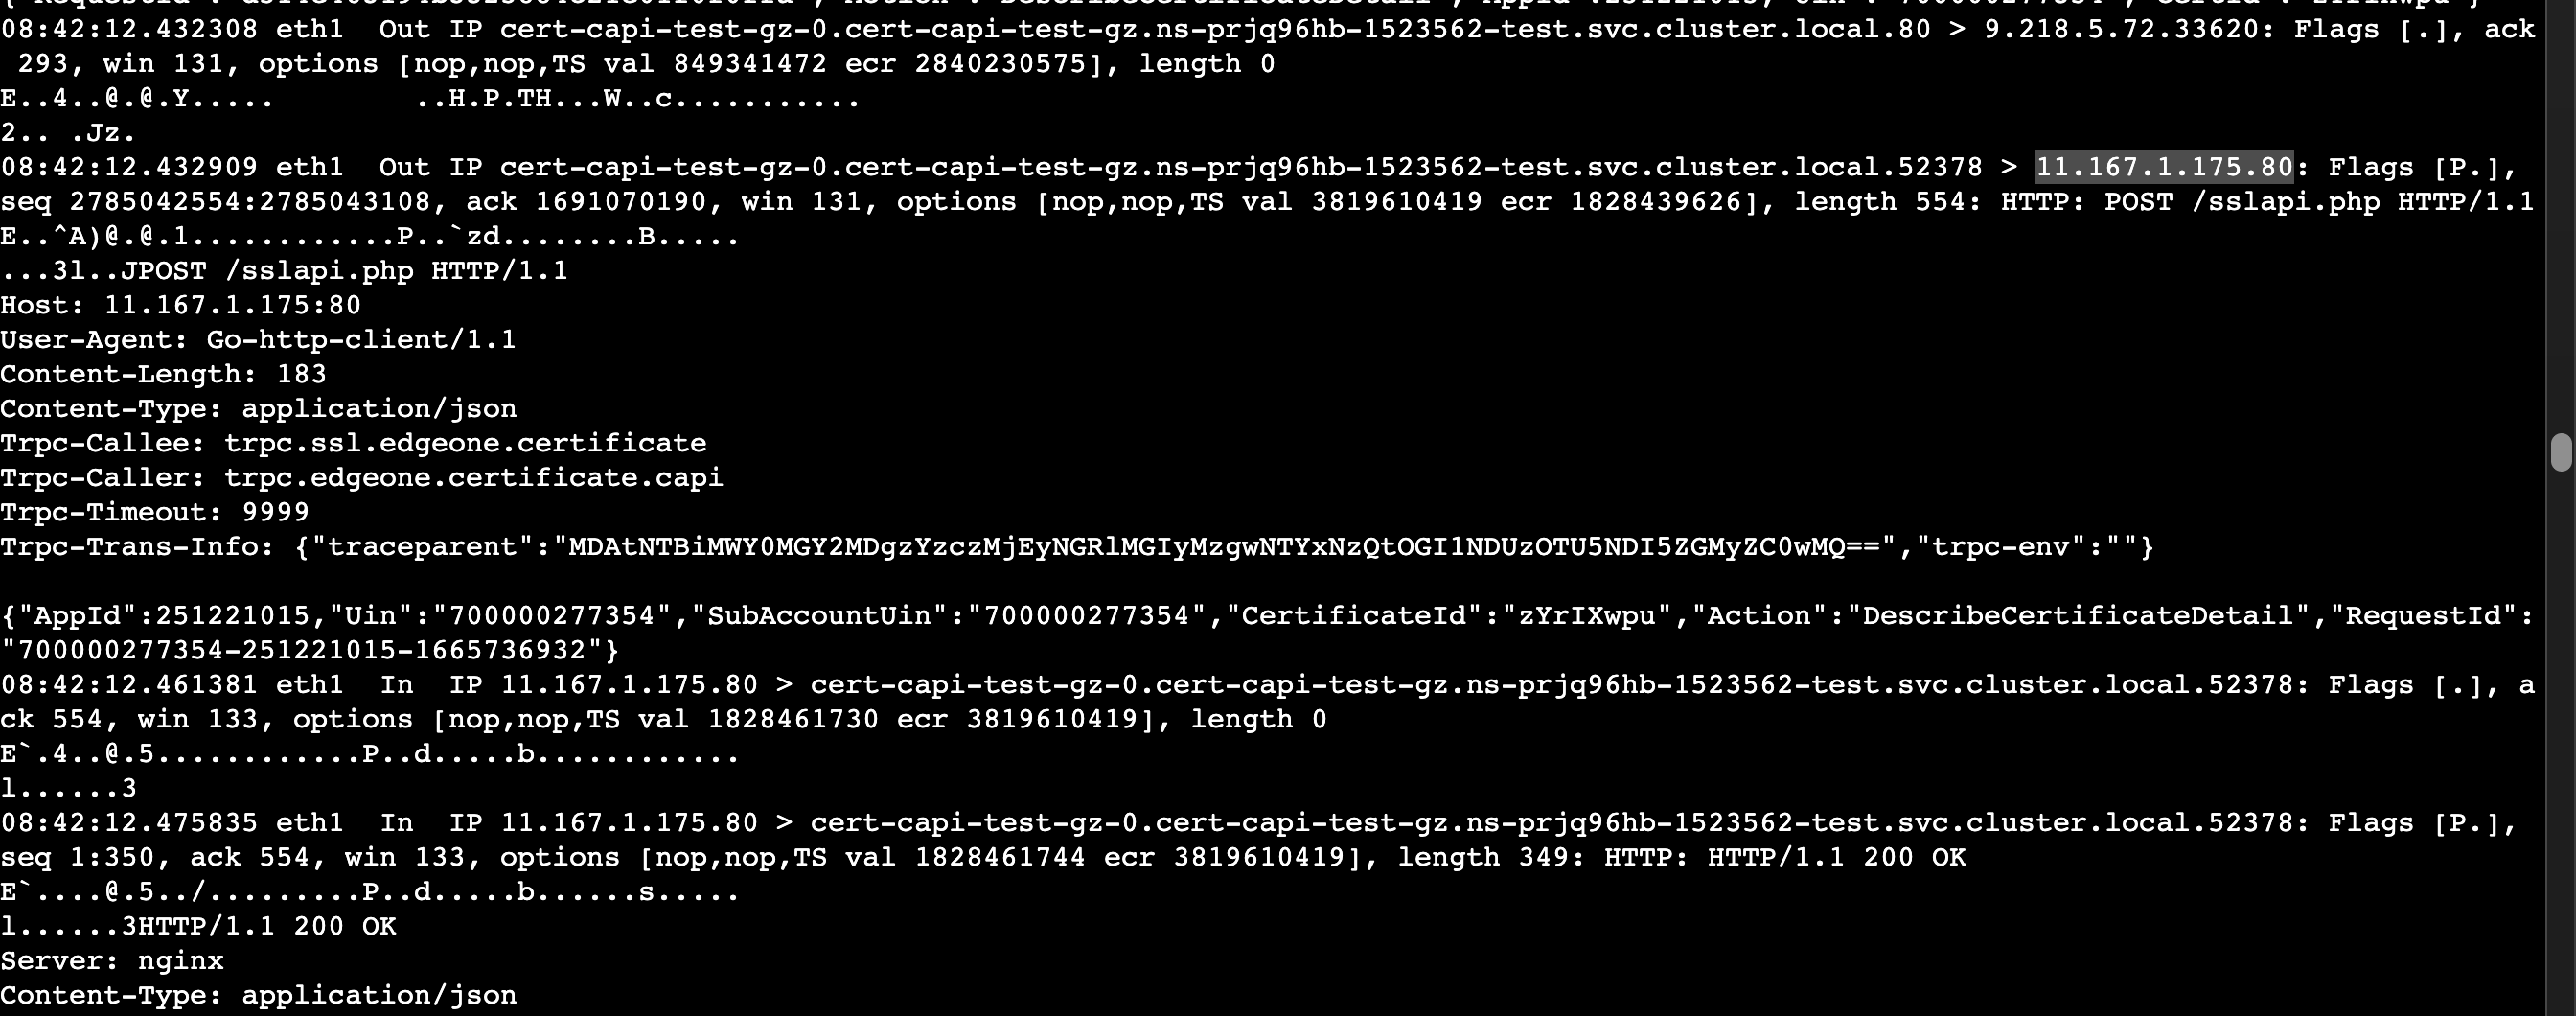 08:42:12.432308 eth1  Out IP cert-capi-test-gz-0.cert-capi-test-gz.ns-prjq96hb-1523562-test.svc.cluster.local.80 > 9.218.5.72.33620: Flags [.], ack
 293, win 131, options [nop,nop,TS val 849341472 ecr 2840230575], length 0
E..4..@.@.Y.....        ..H.P.TH...W..c...........
2.. .Jz.
08:42:12.432909 eth1  Out IP cert-capi-test-gz-0.cert-capi-test-gz.ns-prjq96hb-1523562-test.svc.cluster.local.52378 > 11.167.1.175.80: Flags [P.],
seq 2785042554:2785043108, ack 1691070190, win 131, options [nop,nop,TS val 3819610419 ecr 1828439626], length 554: HTTP: POST /sslapi.php HTTP/1.1
E..^A)@.@.1............P..`zd........B.....
...3l..JPOST /sslapi.php HTTP/1.1
Host: 11.167.1.175:80
User-Agent: Go-http-client/1.1
Content-Length: 183
Content-Type: application/json
Trpc-Callee: trpc.ssl.edgeone.certificate
Trpc-Caller: trpc.edgeone.certificate.capi
Trpc-Timeout: 9999
Trpc-Trans-Info: {"traceparent":"MDAtNTBiMWY0MGY2MDgzYzczMjEyNGRlMGIyMzgwNTYxNzQtOGI1NDUzOTU5NDI5ZGMyZC0wMQ==","trpc-env":""}

{"AppId":251221015,"Uin":"700000277354","SubAccountUin":"700000277354","CertificateId":"zYrIXwpu","Action":"DescribeCertificateDetail","RequestId":
"700000277354-251221015-1665736932"}
08:42:12.461381 eth1  In  IP 11.167.1.175.80 > cert-capi-test-gz-0.cert-capi-test-gz.ns-prjq96hb-1523562-test.svc.cluster.local.52378: Flags [.], a
ck 554, win 133, options [nop,nop,TS val 1828461730 ecr 3819610419], length 0
E`.4..@.5............P..d.....b............
l......3
08:42:12.475835 eth1  In  IP 11.167.1.175.80 > cert-capi-test-gz-0.cert-capi-test-gz.ns-prjq96hb-1523562-test.svc.cluster.local.52378: Flags [P.],
seq 1:350, ack 554, win 133, options [nop,nop,TS val 1828461744 ecr 3819610419], length 349: HTTP: HTTP/1.1 200 OK
E`....@.5../.........P..d.....b......s.....
l......3HTTP/1.1 200 OK
Server: nginx
Content-Type: application/json